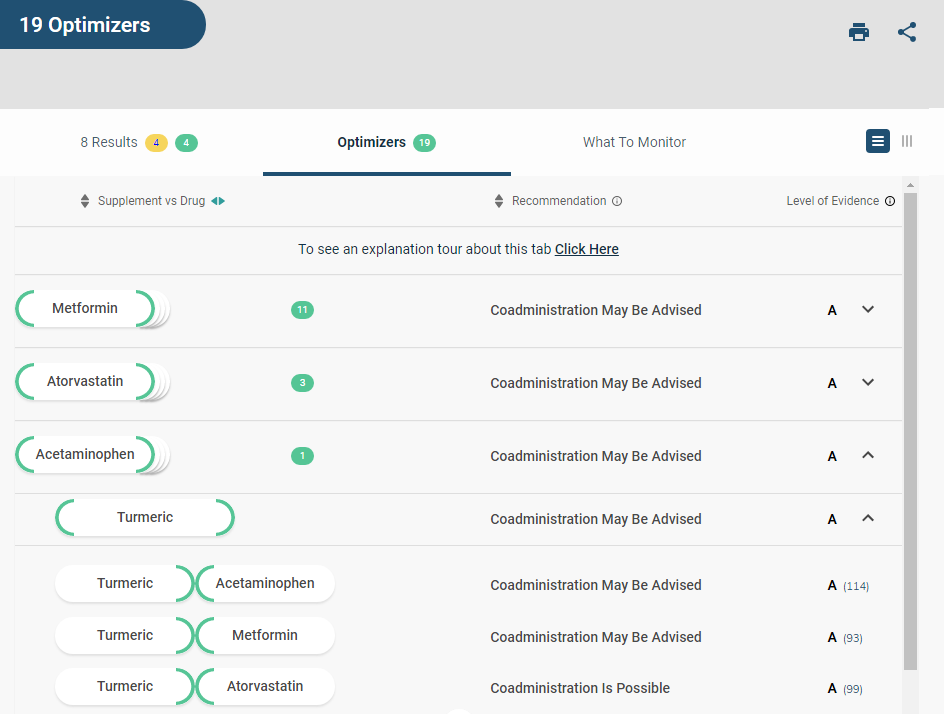 19 Optimizers
8 Results 4 4 Optimizers 19 What To Monitor
Supplement vs Drug Recommendation Level of Evidence
To see an explanation tour about this tab Click Here
Metformin 11 Coadministration May Be Advised A
Atorvastatin 3 Coadministration May Be Advised A
Acetaminophen 1 Coadministration May Be Advised A
Turmeric Coadministration May Be Advised A
Turmeric Acetaminophen Coadministration May Be Advised A (114)
Turmeric Metformin Coadministration May Be Advised A (93)
Turmeric Atorvastatin Coadministration Is Possible A (99)